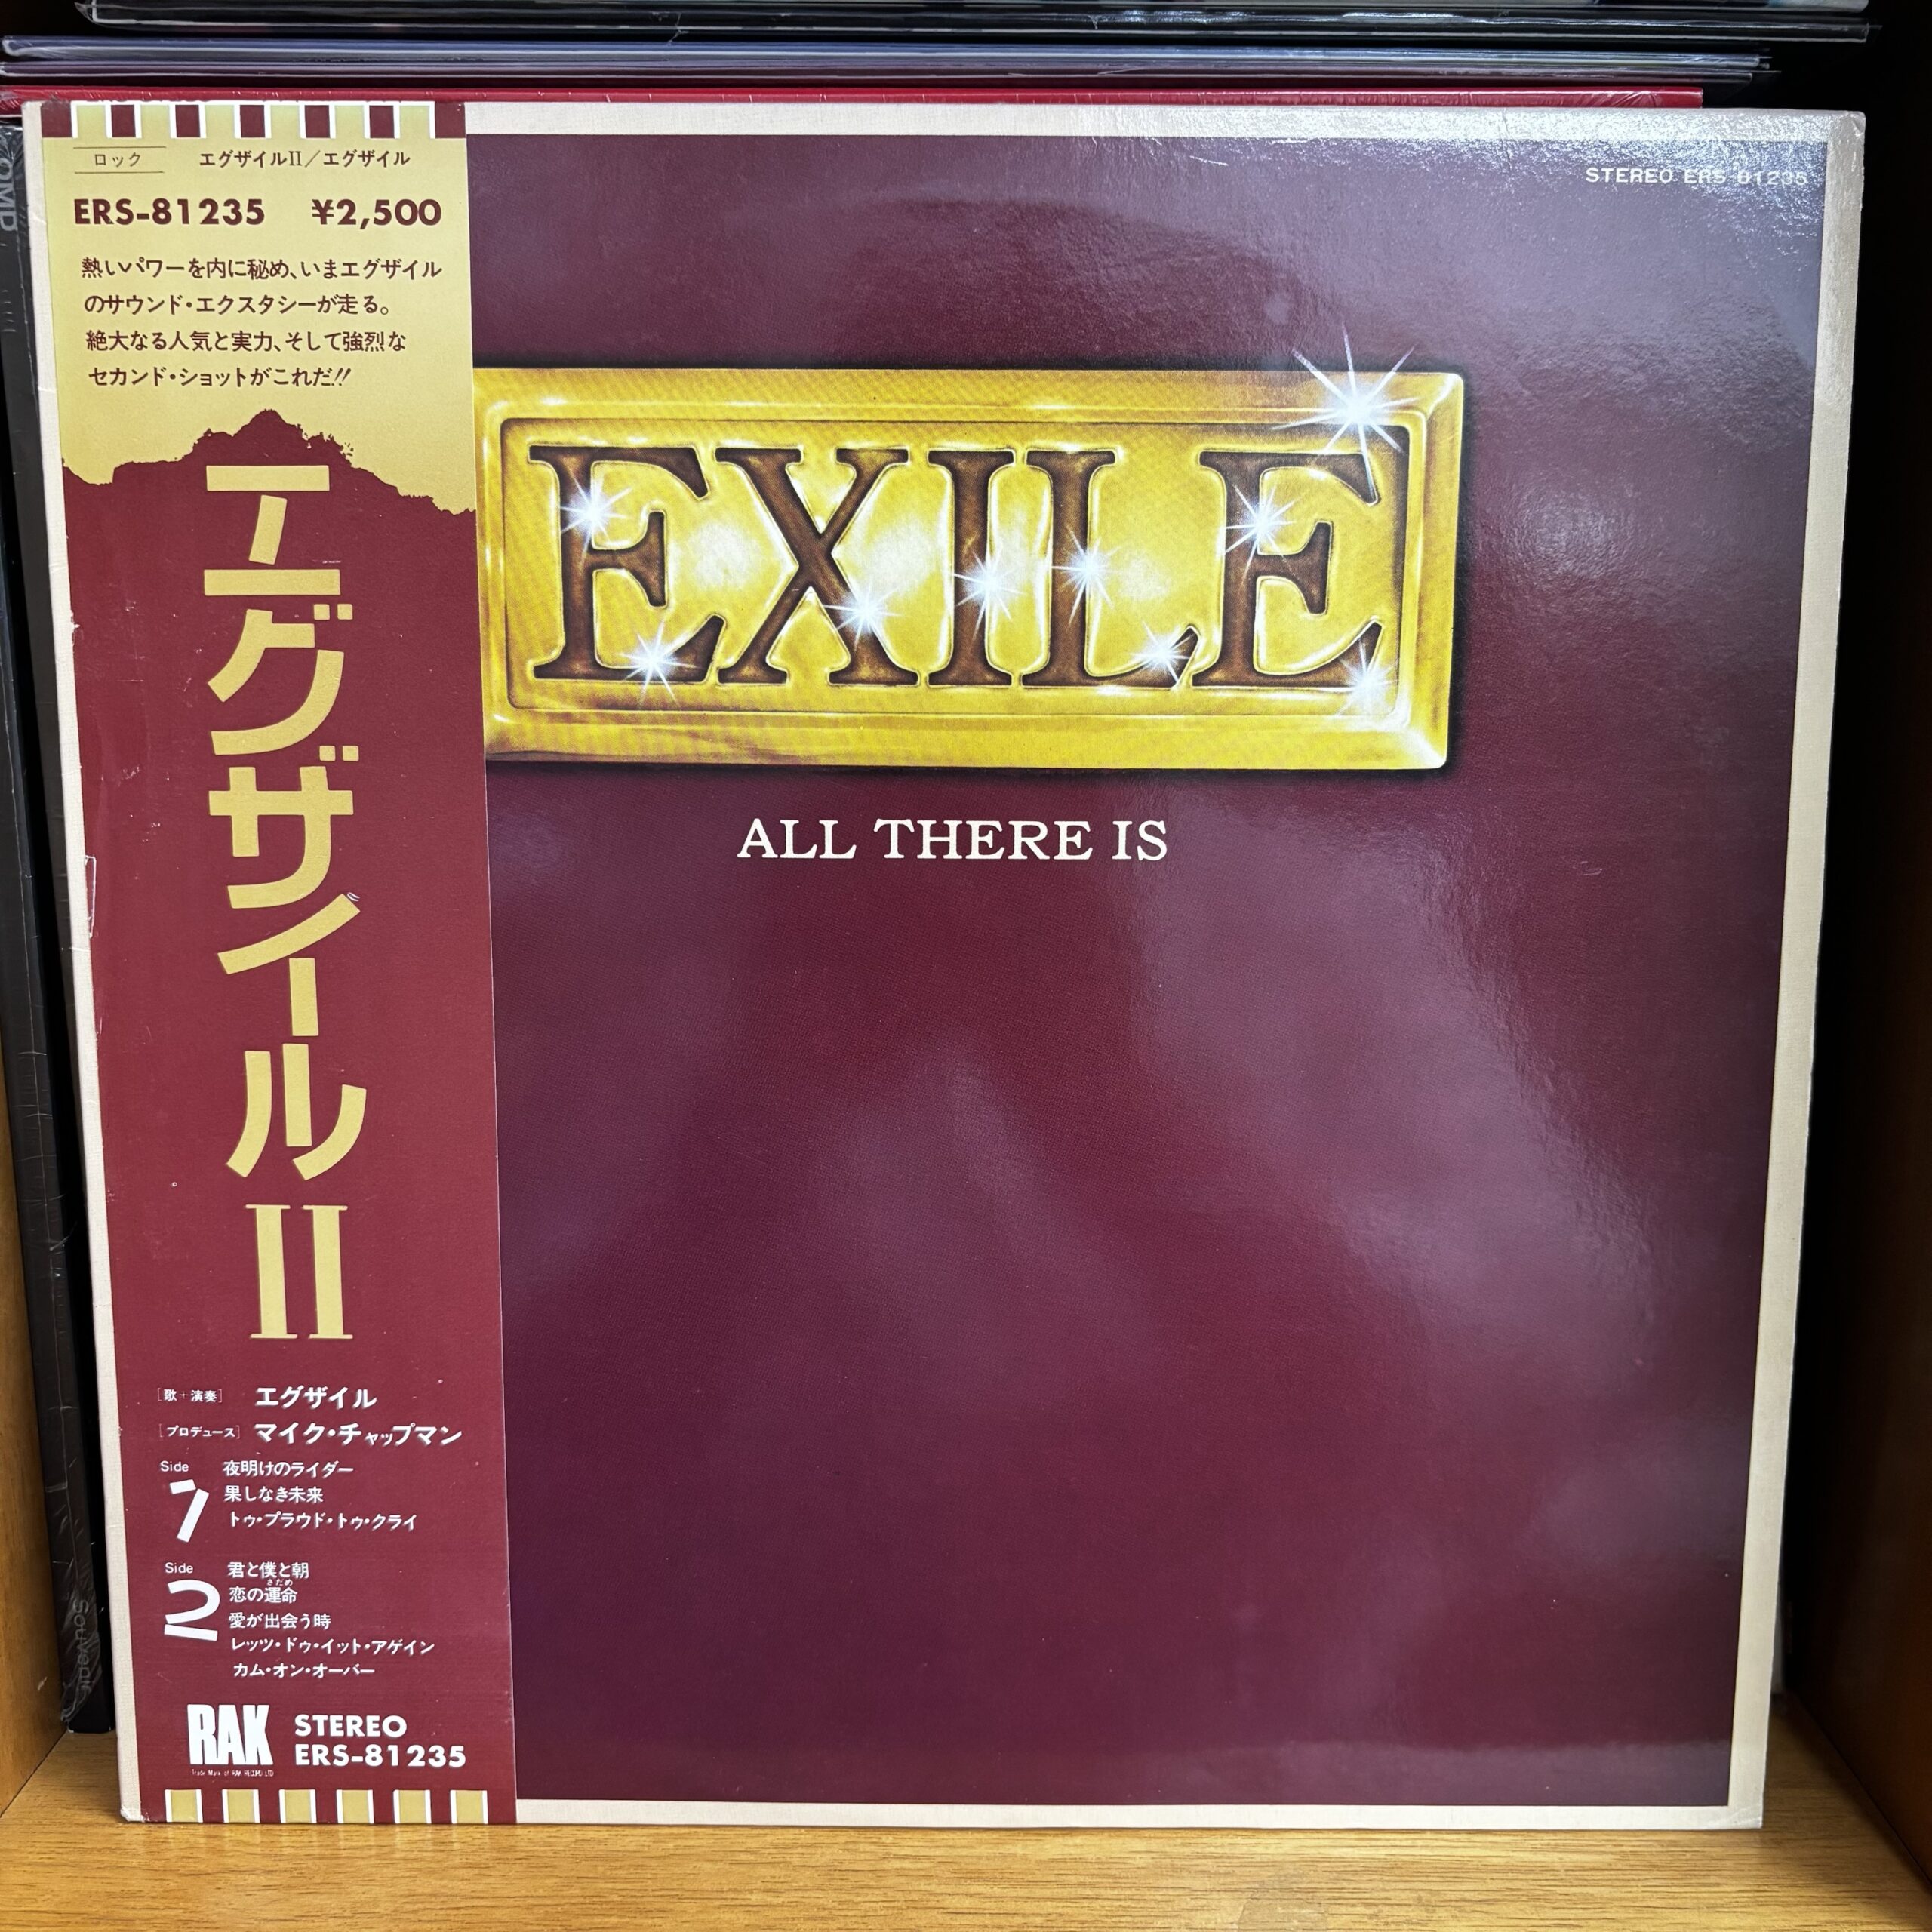 ロック エグザイルII／エグザイル
ERS-81235 ¥2,500
熱いパワーを内に秘め、いまエグザイル
のサウンド・エクスタシーが走る。
絶大なる人気と実力、そして強烈な
セカンド・ショットがこれだ!!
エグザイルII
[歌+演奏] エグザイル
[プロデュース] マイク・チャップマン
Side 1
夜明けのライダー
果しなき未来
トゥ・プラウド・トゥ・クライ
Side 2
君と僕と朝
さだめ
恋の運命
愛が出会う時
レッツ・ドゥ・イット・アゲイン
カム・オン・オーバー
RAK STEREO
ERS-81235
Trade Mark of RAK RECORD LTD
STEREO ERS-81235
EXILE
ALL THERE IS